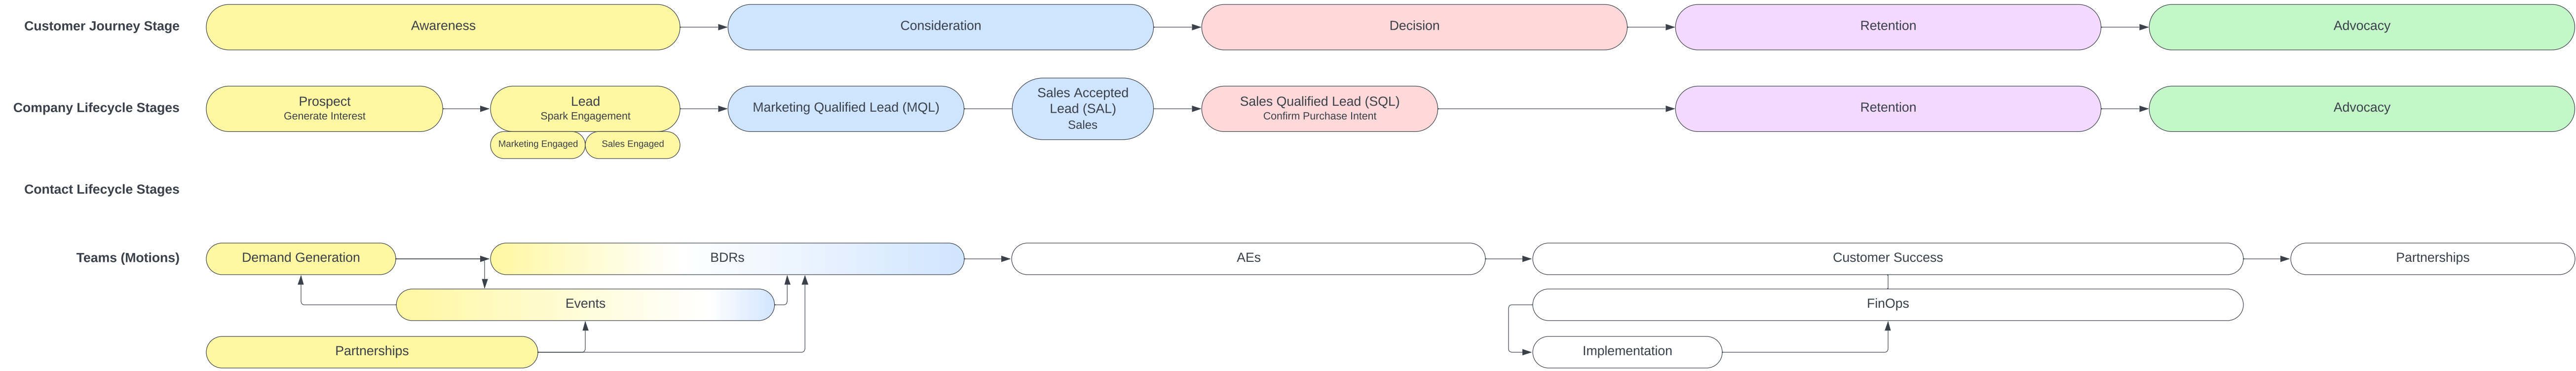 Customer Journey Stage
Awareness
Consideration
Decision
Retention
Advocacy
Company Lifecycle Stages
Prospect
Generate Interest
Lead
Spark Engagement
Marketing Engaged
Sales Engaged
Marketing Qualified Lead (MQL)
Sales Accepted
Lead (SAL)
Sales
Sales Qualified Lead (SQL)
Confirm Purchase Intent
Retention
Advocacy
Contact Lifecycle Stages
Teams (Motions)
Demand Generation
BDRs
AEs
Customer Success
Partnerships
Events
FinOps
Partnerships
Implementation